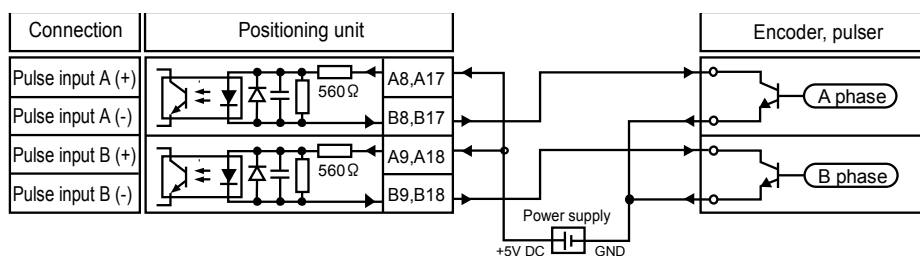 Connection
Positioning unit
Encoder, pulser
Pulse input A (+)
560Ω
A8,A17
A phase
Pulse input A (-)
B8,B17
Pulse input B (+)
560Ω
A9,A18
B phase
Pulse input B (-)
B9,B18
Power supply
+5V DC
GND